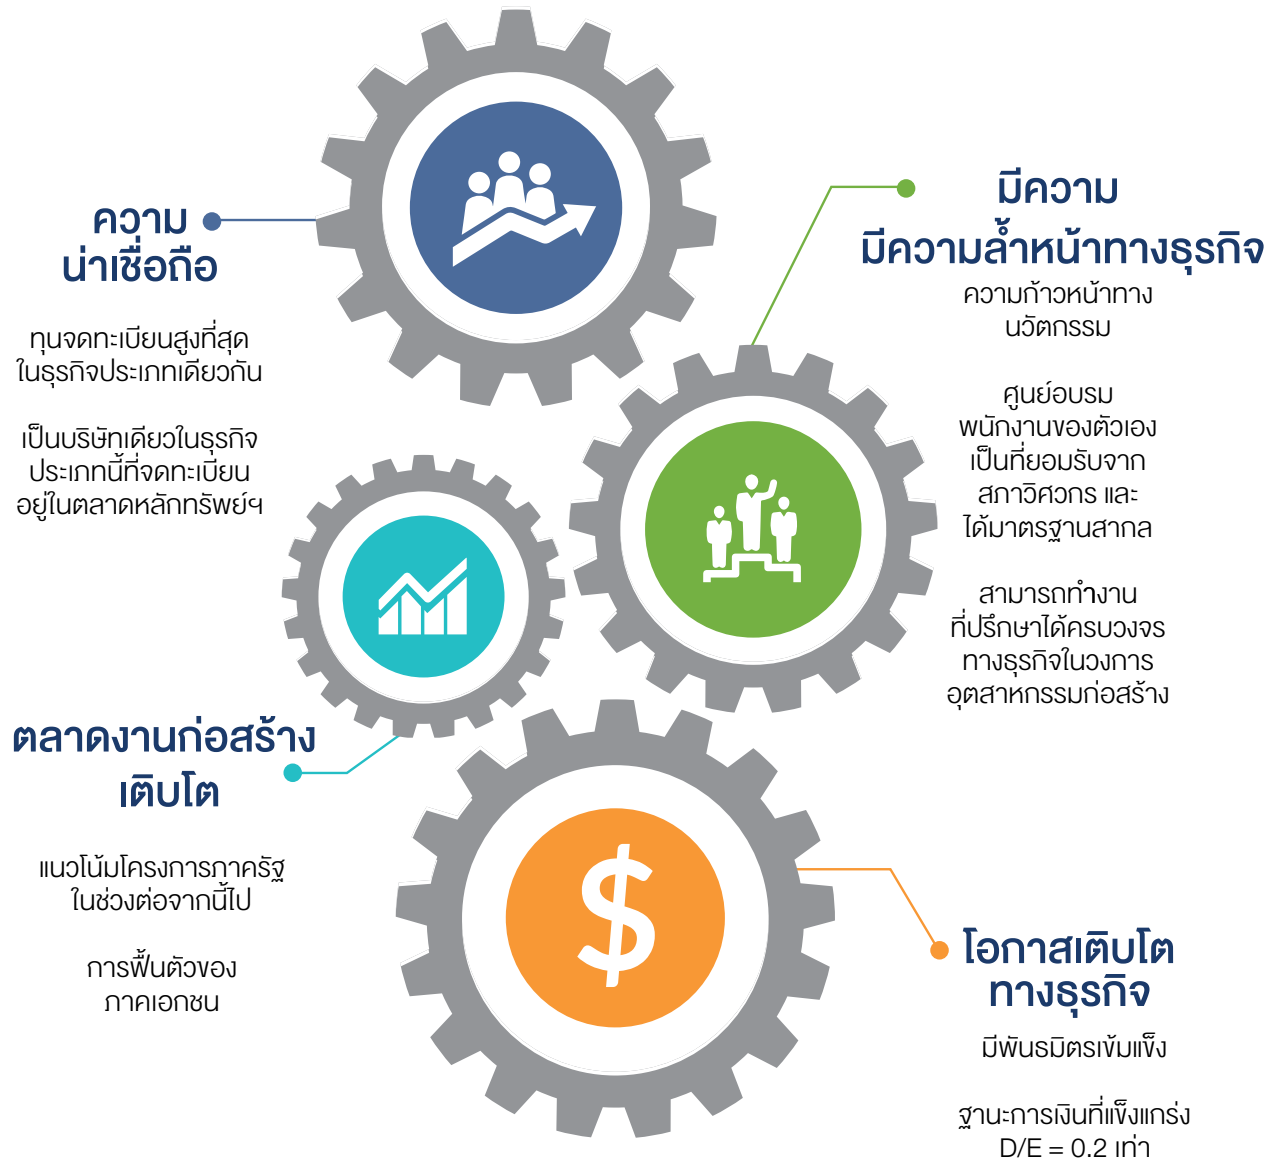 ความ
น่าเชื่อถือ
ทุนจดทะเบียนสูงที่สุด
ในธุรกิจประเภทเดียวกัน
เป็นบริษัทเดียวในธุรกิจ
ประเภทนี้ที่จดทะเบียน
อยู่ในตลาดหลักทรัพย์ฯ
มีความ
มีความล้ำหน้าทางธุรกิจ
ความก้าวหน้าทาง
นวัตกรรม
ศูนย์อบรม
พนักงานของตัวเอง
เป็นที่ยอมรับจาก
สภาวิศวกร และ
ได้มาตรฐานสากล
สามารถทำงาน
ที่ปรึกษาได้ครบวงจร
ทางธุรกิจในวงการ
อุตสาหกรรมก่อสร้าง
ตลาดงานก่อสร้าง
เติบโต
แนวโน้มโครงการภาครัฐ
ในช่วงต่อจากนี้ไป
การฟื้นตัวของ
ภาคเอกชน
$
โอกาสเติบโต
ทางธุรกิจ
มีพันธมิตรเข้มแข็ง
ฐานะการเงินที่แข็งแกร่ง
D/E = 0.2 เท่า